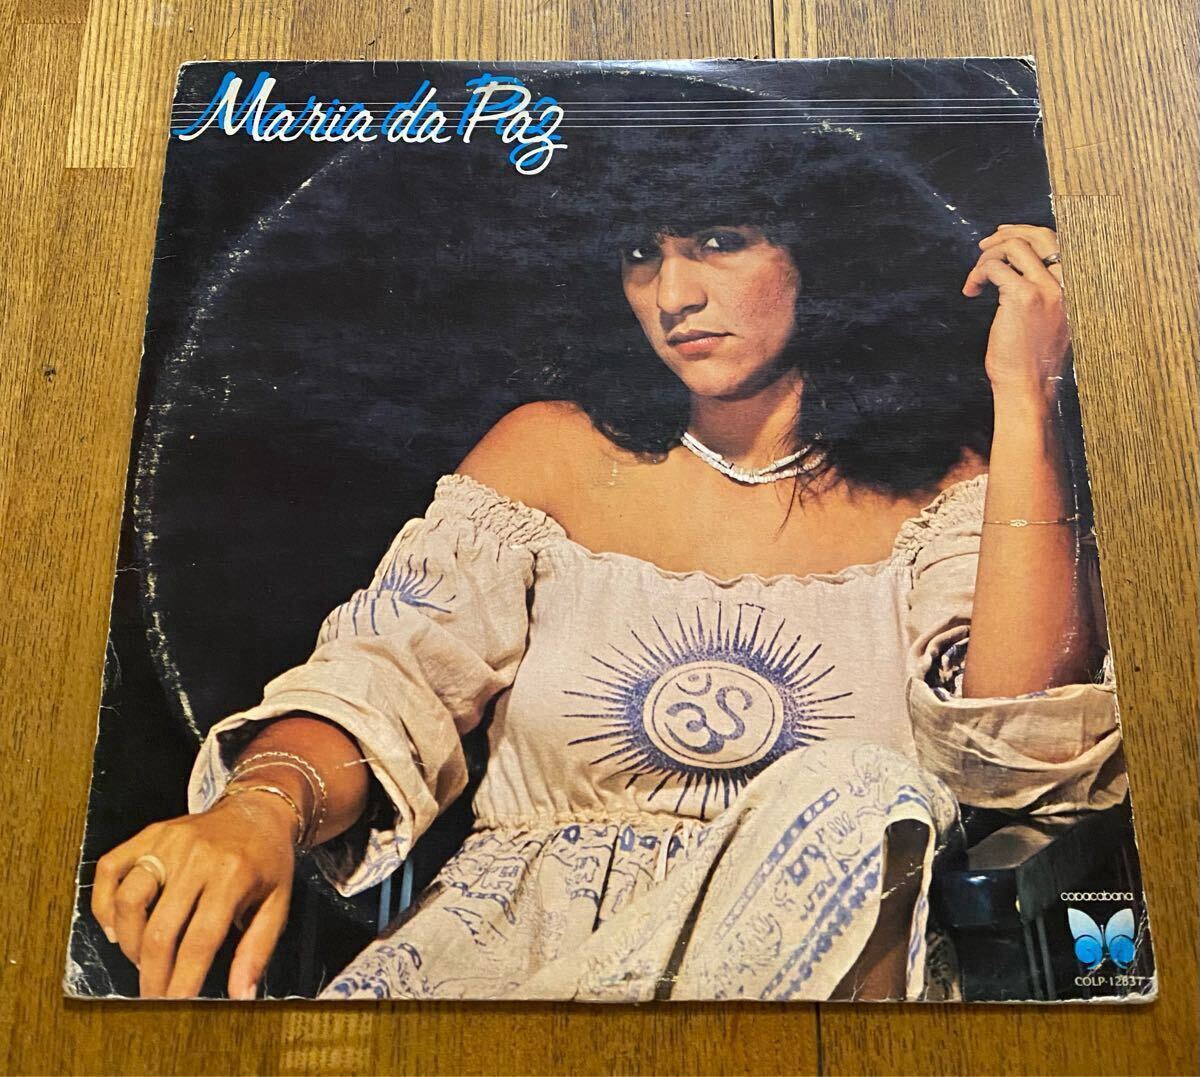 Maria da Paz
ॐ
copacabana
COLP-12837